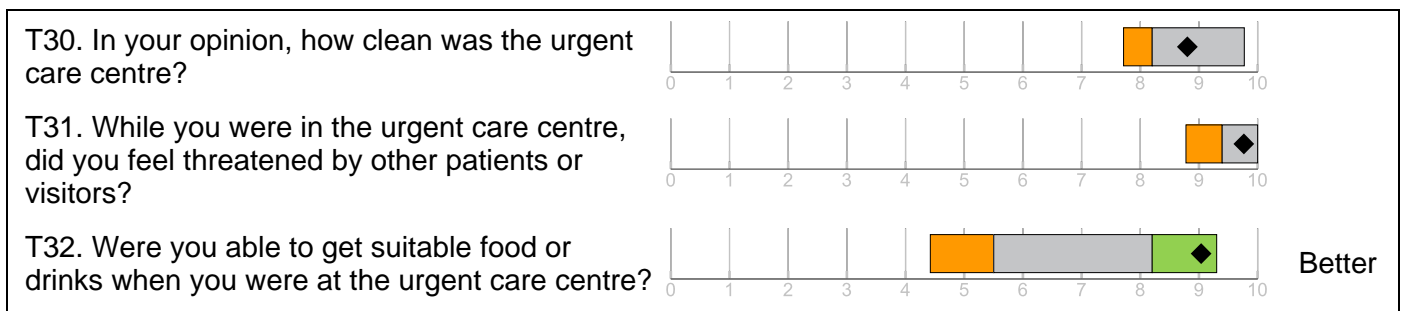 T30. In your opinion, how clean was the urgent
care centre?
0 1 2 3 4 5 6 7 8 9 10
T31. While you were in the urgent care centre,
did you feel threatened by other patients or
visitors?
0 1 2 3 4 5 6 7 8 9 10
T32. Were you able to get suitable food or
drinks when you were at the urgent care centre?
0 1 2 3 4 5 6 7 8 9 10
Better